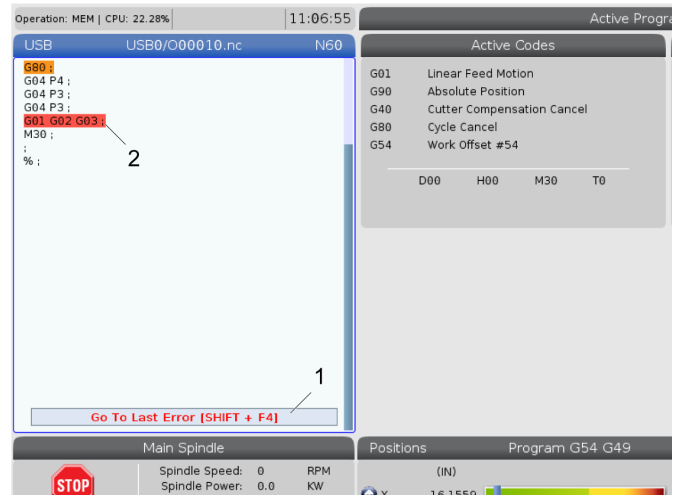 Operation: MEM | CPU: 22.28%
11:06:55
Active Progra
USB USB0/O00010.nc N60
G80 ;
G04 P4 ;
G04 P3 ;
G04 P3 ;
G01 G02 G03 ;
M30 ;
;
% ;
2
1
Go To Last Error [SHIFT + F4]
Active Codes
G01 Linear Feed Motion
G90 Absolute Position
G40 Cutter Compensation Cancel
G80 Cycle Cancel
G54 Work Offset #54
D00 H00 M30 T0
Main Spindle
STOP
Spindle Speed: 0 RPM
Spindle Power: 0.0 KW
Positions Program G54 G49
(IN)
X 16.1559